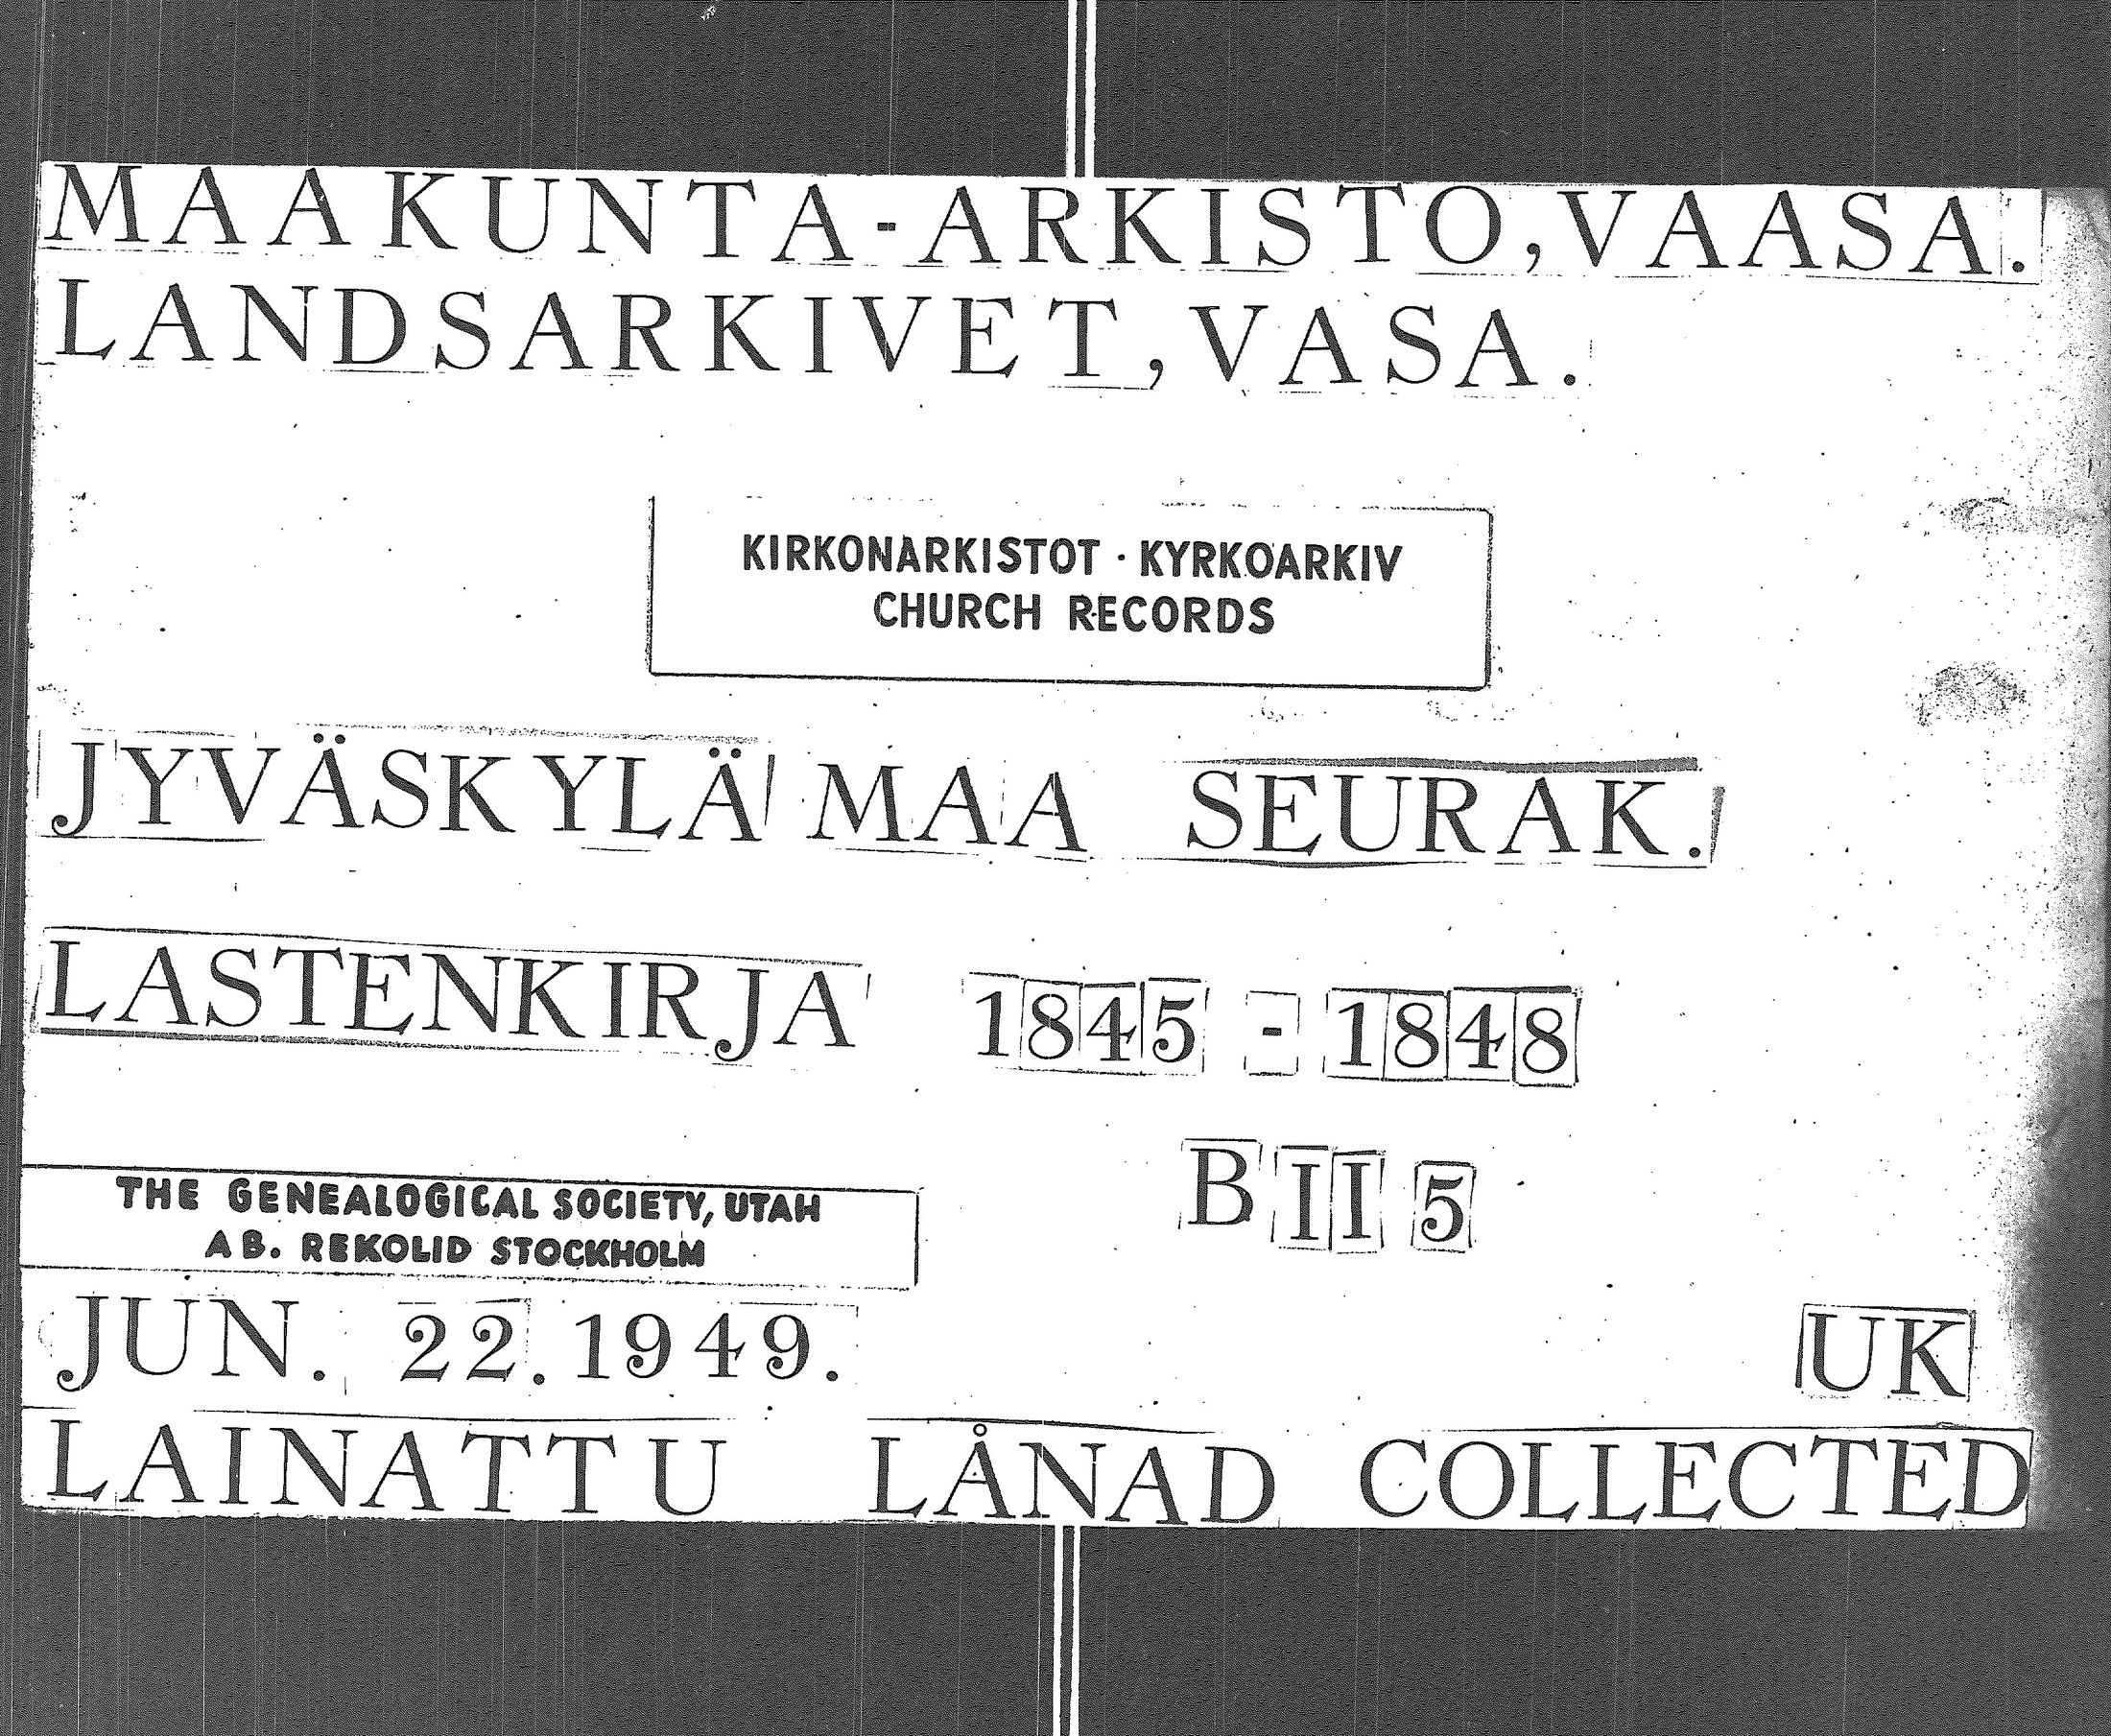 MAAKUNTA-ARKISTO, VAASA.
LANDSARKIVET, VASA.
KIRKONARKISTOT · KYRKOARKIV
CHURCH RECORDS
JYVÄSKYLÄ MAA SEURAK.
LASTENKIRJA 1845 - 1848
B II 5
THE GENEALOGICAL SOCIETY, UTAH
AB. REKOLID STOCKHOLM
JUN. 22. 1949.
UK
LAINATTU LÅNAD COLLECTED